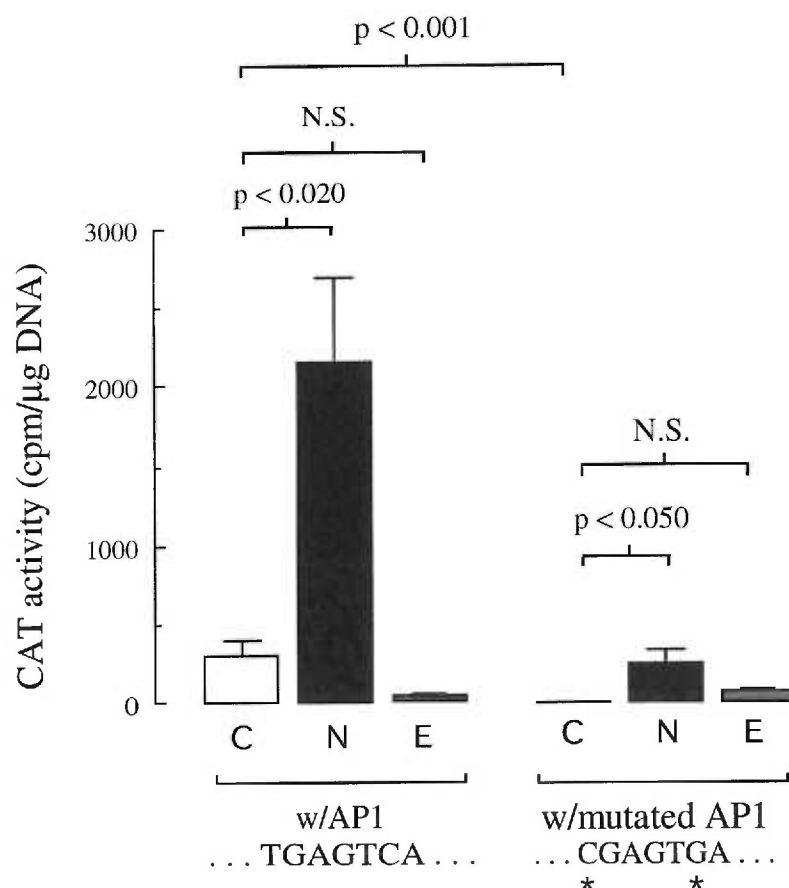 p < 0.001
N.S.
p < 0.020
3000
2000
1000
0
CAT activity (cpm/µg DNA)
N.S.
p < 0.050
C N E C N E
w/AP1 w/mutated AP1
. . . TGAGTCA . . . . . . CGAGTGA . . .
* *